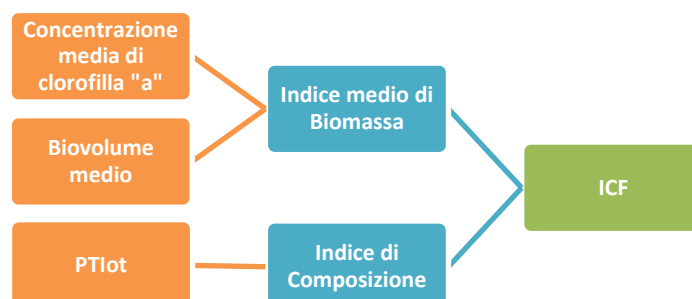 Concentrazione
media di
clorofilla "a"
Biovolume
medio
PTIot
Indice medio di
Biomassa
Indice di
Composizione
ICF